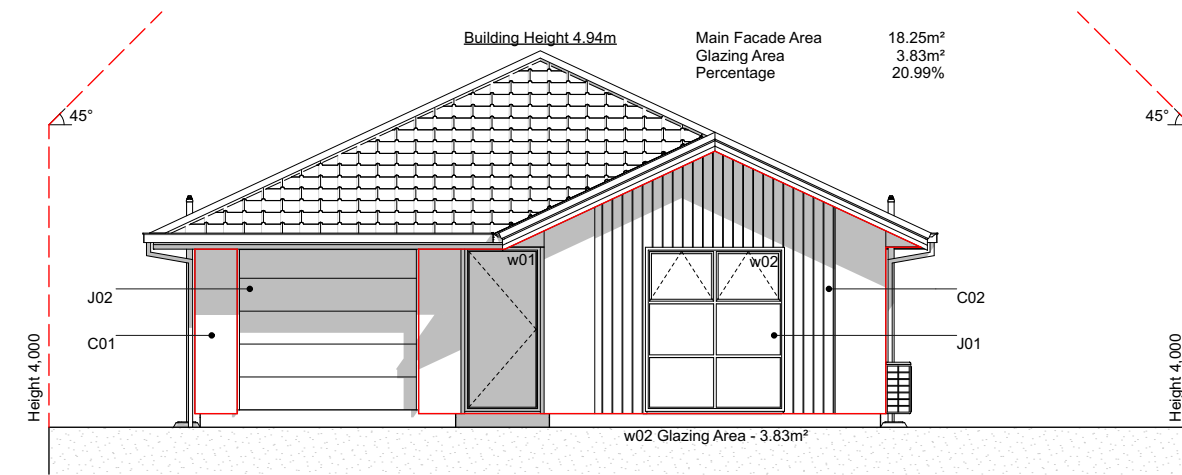 Building Height 4.94m
Main Facade Area 18.25m²
Glazing Area 3.83m²
Percentage 20.99%
45°
45°
w01
w02
J02
C02
C01
J01
Height 4,000
Height 4,000
w02 Glazing Area - 3.83m²